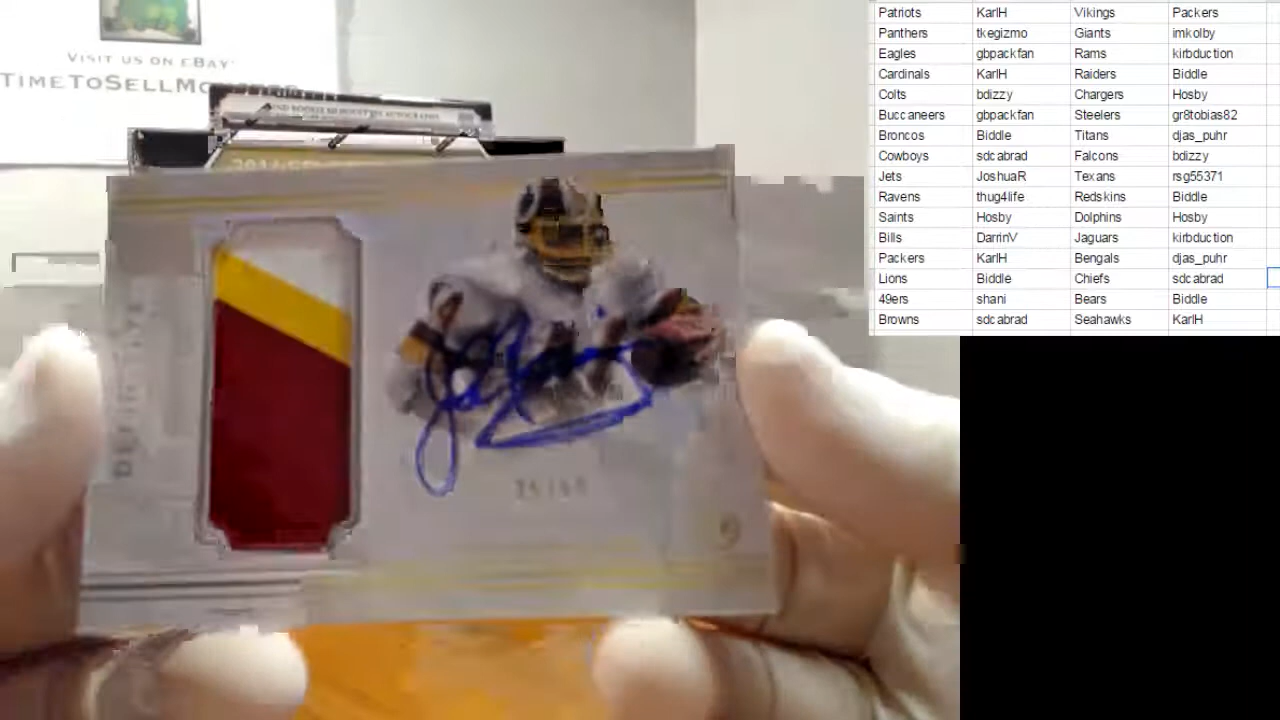 VISIT US ON EBAY
TIMETOSELLMO
Patriots KarlH Vikings Packers
Panthers tkegizmo Giants imkolby
Eagles gbpackfan Rams kirbduction
Cardinals KarlH Raiders Biddle
Colts bdizzy Chargers Hosby
Buccaneers gbpackfan Steelers gr8tobias82
Broncos Biddle Titans djas_puhr
Cowboys sdcabrad Falcons bdizzy
Jets JoshuaR Texans rsg55371
Ravens thug4life Redskins Biddle
Saints Hosby Dolphins Hosby
Bills DarrinV Jaguars kirbduction
Packers KarlH Bengals djas_puhr
Lions Biddle Chiefs sdcabrad
49ers shani Bears Biddle
Browns sdcabrad Seahawks KarlH